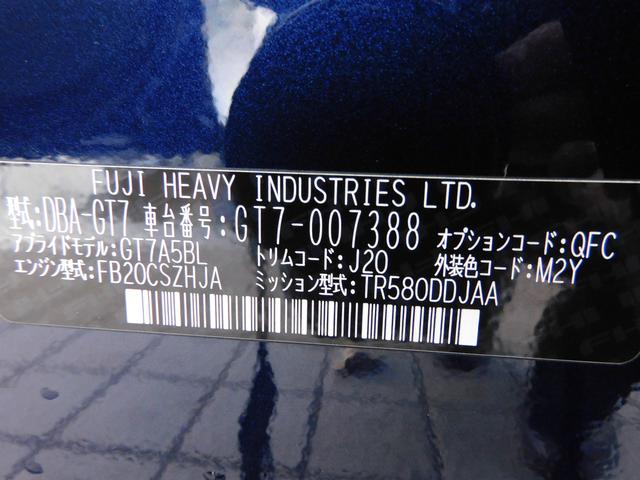 FUJI HEAVY INDUSTRIES LTD.
型式:DBA-GT7 車台番号:GT7-007388 オプションコード:QFC
アプライドモデル:GT7A5BL トリムコード:J20 外装色コード:M2Y
エンジン型式:FB20CSZHJA ミッション型式:TR580DDJAA